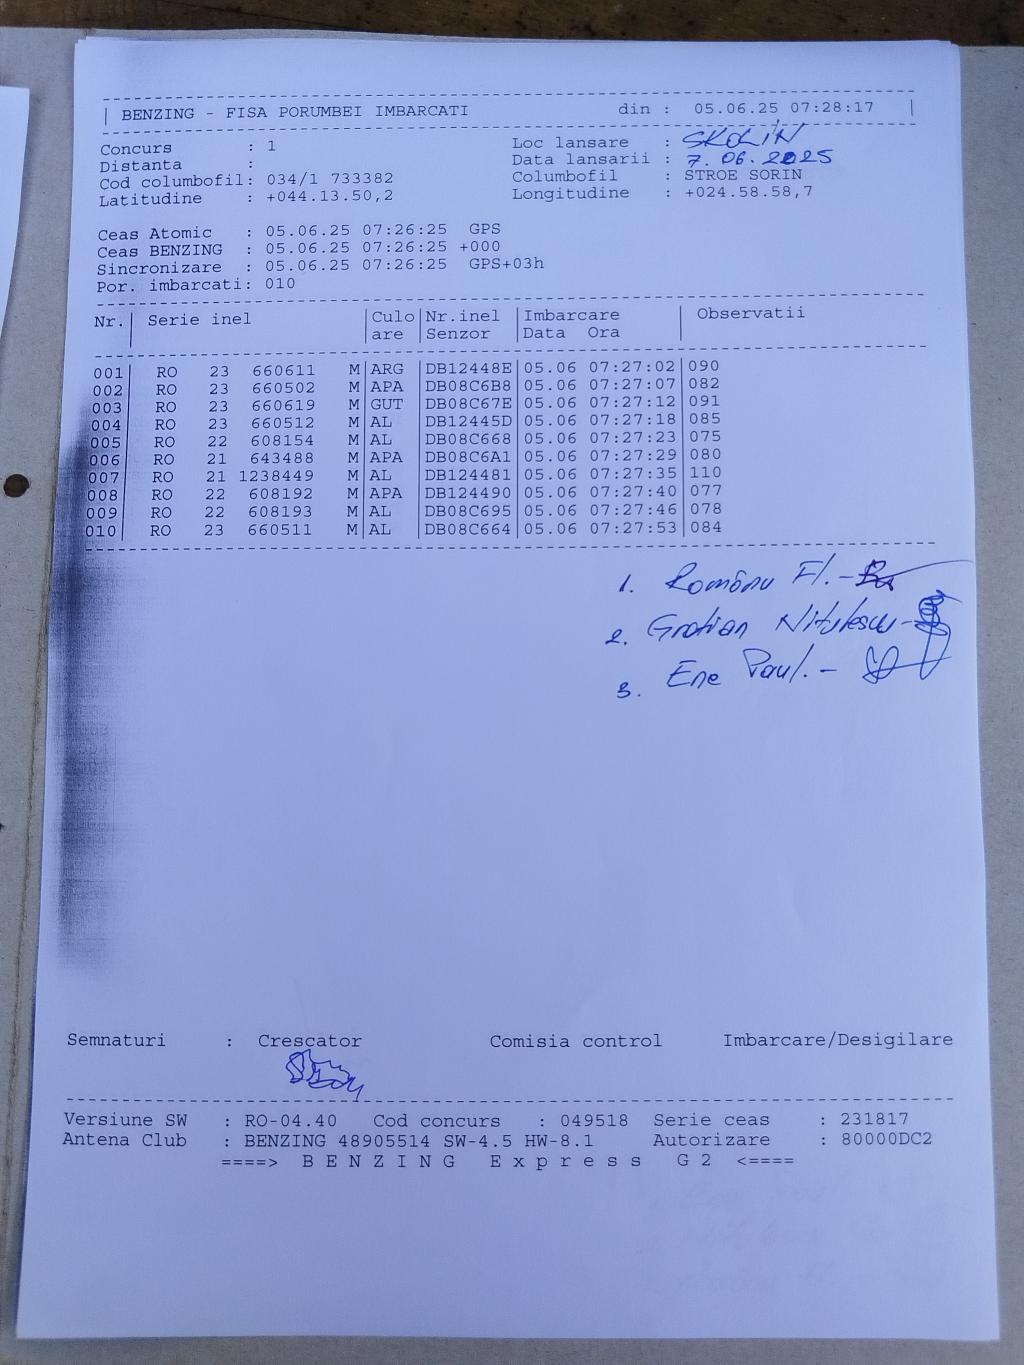 BENZING - FISA PORUMBEI IMBARCATI din : 05.06.25 07:28:17
Concurs : 1 Loc lansare : SKOLIN
Distanta : Data lansarii : 7.06.2025
Cod columbofil: 034/1 733382 Columbofil : STROE SORIN
Latitudine : +044.13.50,2 Longitudine : +024.58.58,7
Ceas Atomic : 05.06.25 07:26:25 GPS
Ceas BENZING : 05.06.25 07:26:25 +000
Sincronizare : 05.06.25 07:26:25 GPS+03h
Por. imbarcati: 010
Nr. | Serie inel | Culo | Nr.inel | Imbarcare | Observatii
are | Senzor | Data Ora
001 | RO 23 660611 M | ARG | DB12448E | 05.06 07:27:02 | 090
002 | RO 23 660502 M | APA | DB08C6B8 | 05.06 07:27:07 | 082
003 | RO 23 660619 M | GUT | DB08C67E | 05.06 07:27:12 | 091
004 | RO 23 660512 M | AL | DB12445D | 05.06 07:27:18 | 085
005 | RO 22 608154 M | AL | DB08C668 | 05.06 07:27:23 | 075
006 | RO 21 643488 M | APA | DB08C6A1 | 05.06 07:27:29 | 080
007 | RO 21 1238449 M | AL | DB124481 | 05.06 07:27:35 | 110
008 | RO 22 608192 M | APA | DB124490 | 05.06 07:27:40 | 077
009 | RO 22 608193 M | AL | DB08C695 | 05.06 07:27:46 | 078
010 | RO 23 660511 M | AL | DB08C664 | 05.06 07:27:53 | 084
1. Românu Fl. -
2. Gratian Nitulescu -
3. Ene Paul. -
Semnaturi : Crescator Comisia control Imbarcare/Desigilare
Versiune SW : RO-04.40 Cod concurs : 049518 Serie ceas : 231817
Antena Club : BENZING 48905514 SW-4.5 HW-8.1 Autorizare : 80000DC2
====> B E N Z I N G E x p r e s s G 2 <====